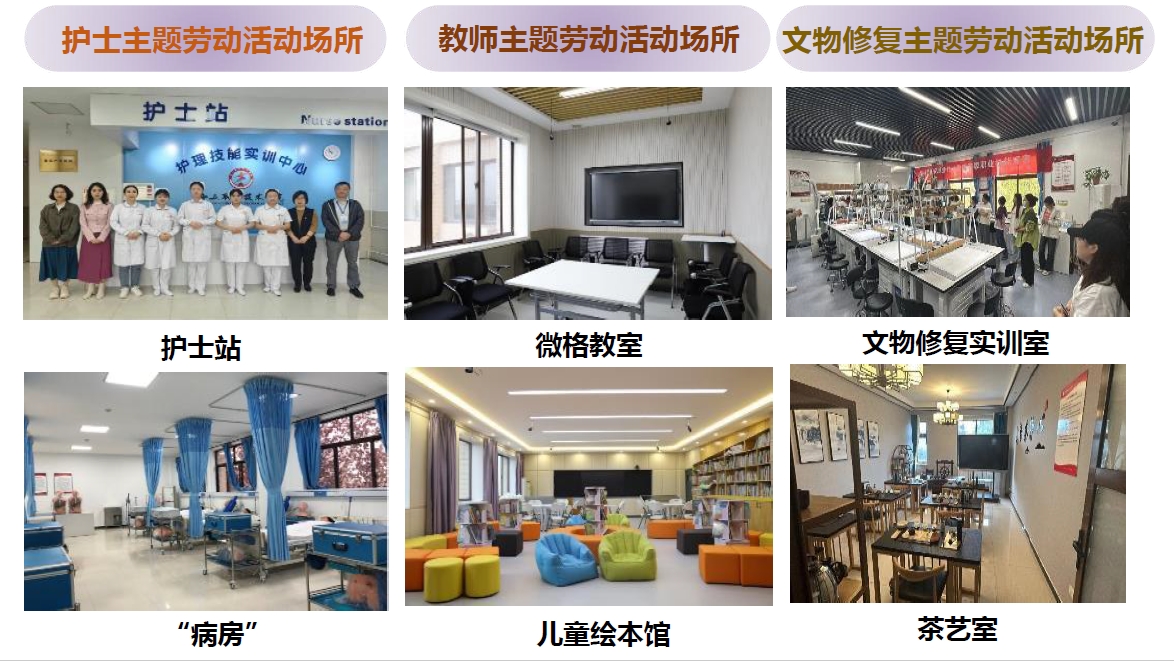 护士主题劳动活动场所
教师主题劳动活动场所
文物修复主题劳动活动场所
护士站
Nurse station
护理技能实训中心
护士站
微格教室
文物修复实训室
“病房”
儿童绘本馆
茶艺室